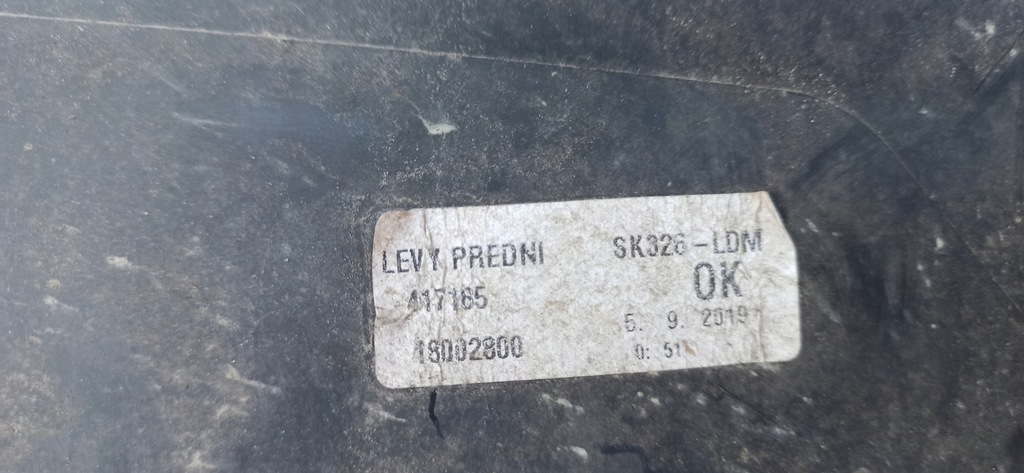 LEVY PREDNI SK326-LDM
417165 OK
18002800 5. 9. 2019
0: 51